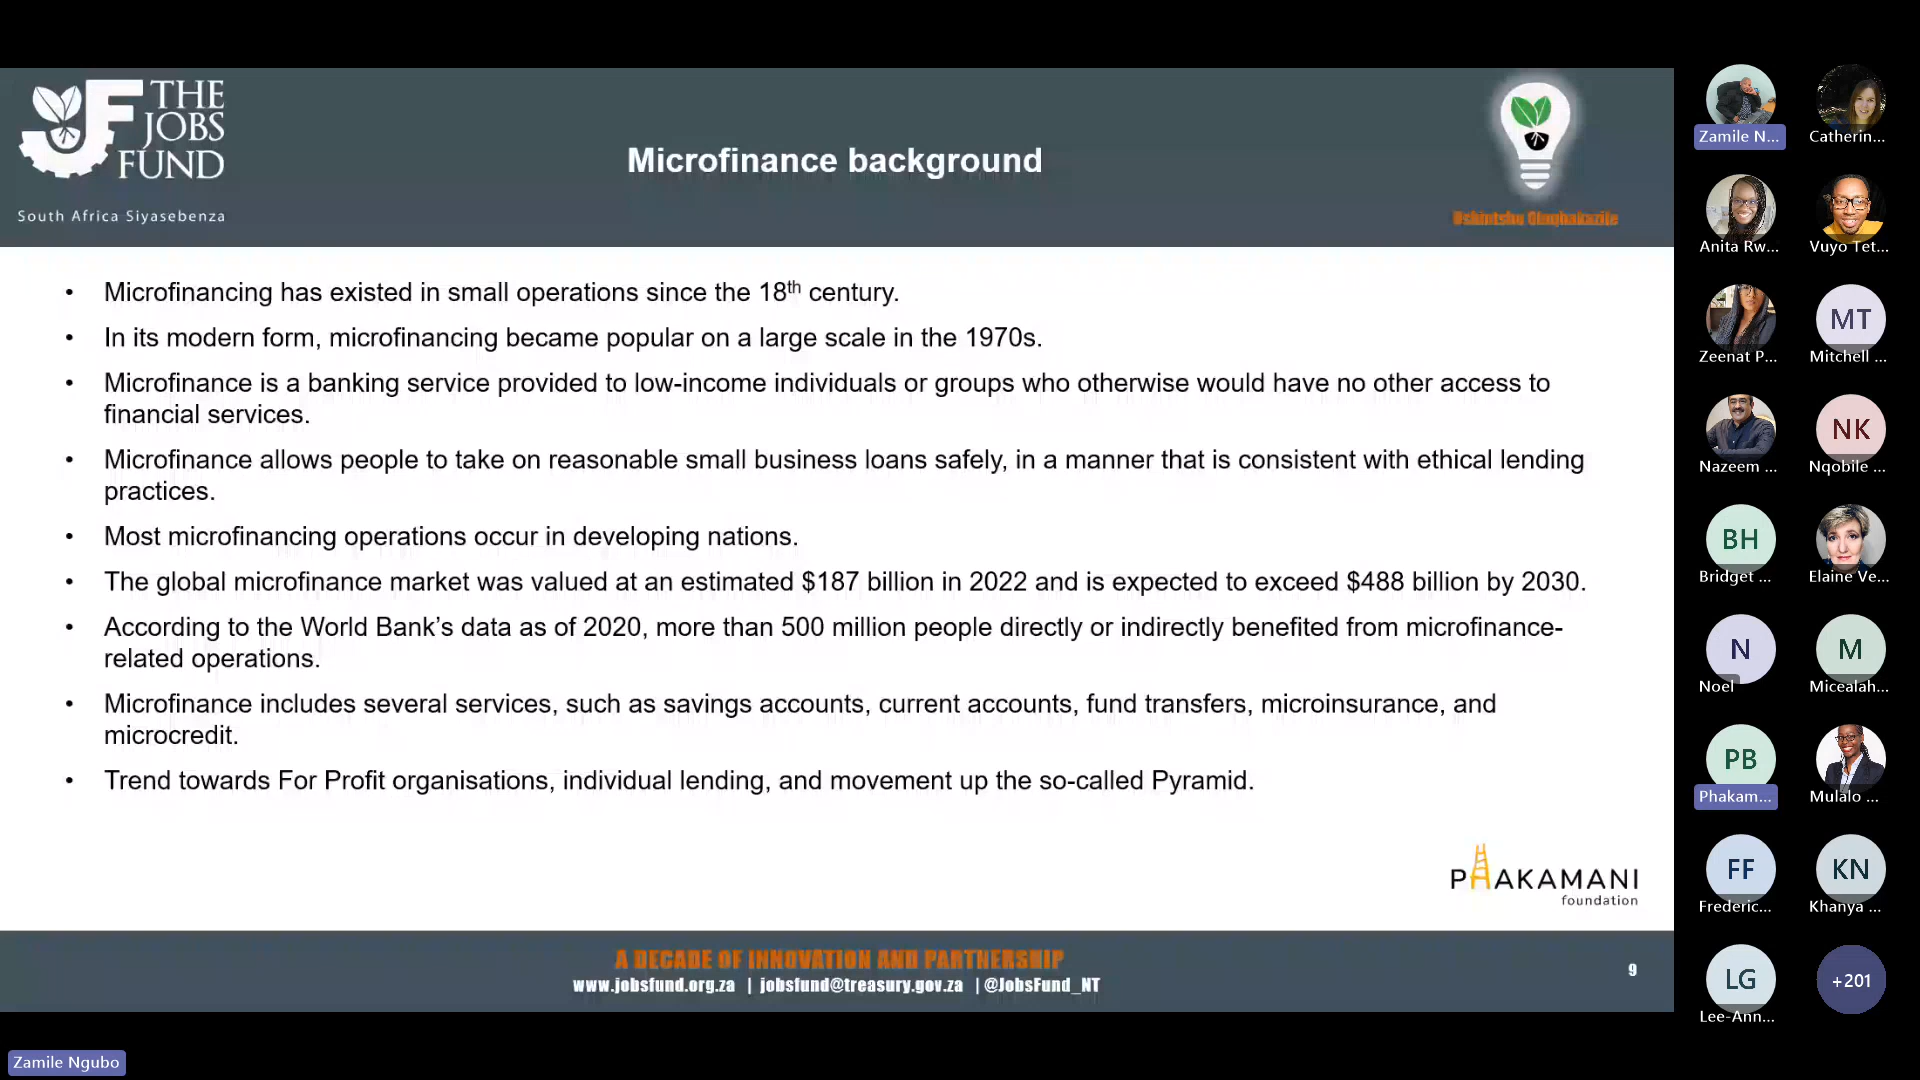 THE
JOBS
FUND
South Africa Siyasebenza
Microfinance background
• Microfinancing has existed in small operations since the 18th century.
• In its modern form, microfinancing became popular on a large scale in the 1970s.
• Microfinance is a banking service provided to low-income individuals or groups who otherwise would have no other access to
financial services.
• Microfinance allows people to take on reasonable small business loans safely, in a manner that is consistent with ethical lending
practices.
• Most microfinancing operations occur in developing nations.
• The global microfinance market was valued at an estimated $187 billion in 2022 and is expected to exceed $488 billion by 2030.
• According to the World Bank’s data as of 2020, more than 500 million people directly or indirectly benefited from microfinance-
related operations.
• Microfinance includes several services, such as savings accounts, current accounts, fund transfers, microinsurance, and
microcredit.
• Trend towards For Profit organisations, individual lending, and movement up the so-called Pyramid.
PHAKAMANI
foundation
A DECADE OF INNOVATION AND PARTNERSHIP
www.jobsfund.org.za | jobsfund@treasury.gov.za | @JobsFund_NT
9
Zamile Ngubo
Zamile N...
Catherin...
Anita Rw...
Vuyo Tet...
Zeenat P...
MT
Mitchell ...
Nazeem ...
NK
Nqobile ...
BH
Bridget ...
Elaine Ve...
N
Noel
M
Micealah...
PB
Phakam...
Mulalo ...
FF
Frederic...
KN
Khanya ...
LG
Lee-Ann...
+201